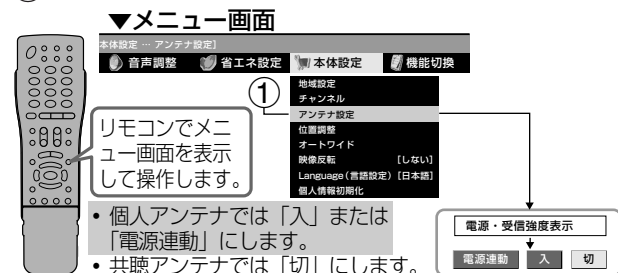 ▼メニュー画面
本体設定 … アンテナ設定]
音声調整 省エネ設定 本体設定 機能切換
①
地域設定
チャンネル
アンテナ設定
位置調整
オートワイド
映像反転 [しない]
Language(言語設定) [日本語]
個人情報初期化
リモコンでメニ
ュー画面を表示
して操作します。
• 個人アンテナでは「入」または
「電源連動」にします。
• 共聴アンテナでは「切」にします。
電源・受信強度表示
電源連動 入 切